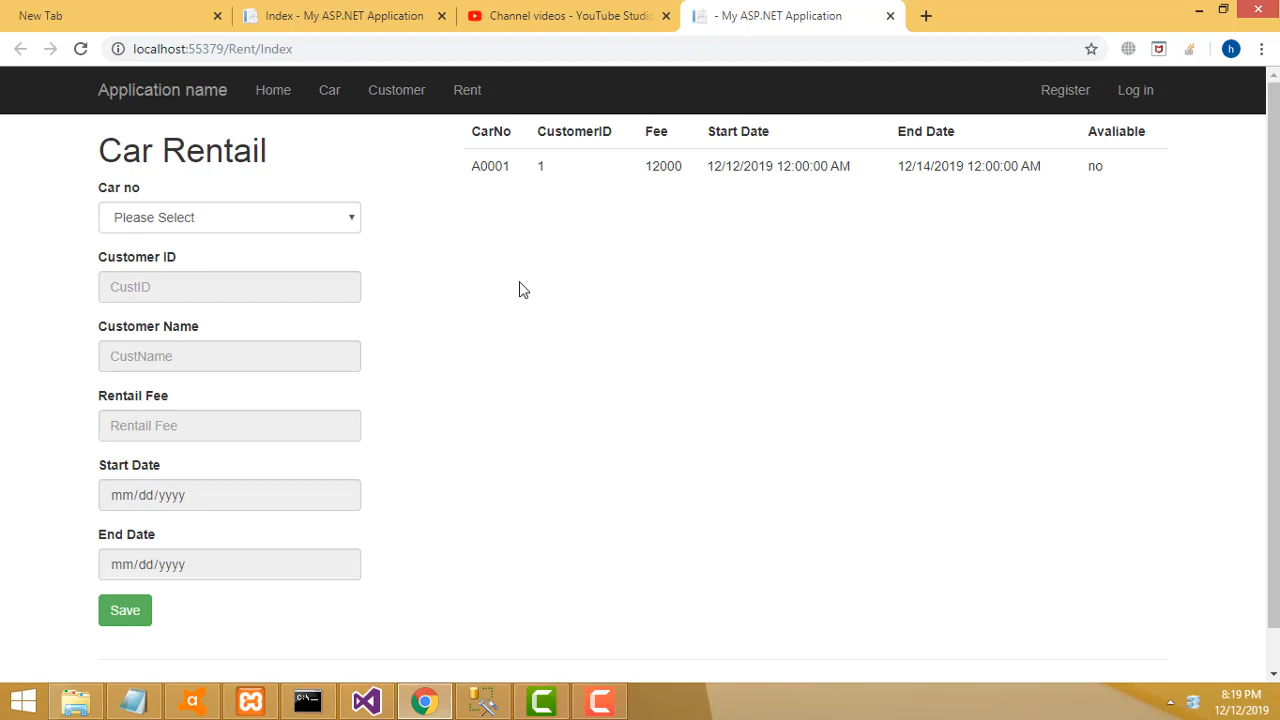 New Tab
Index - My ASP.NET Application
Channel videos - YouTube Studio
- My ASP.NET Application
localhost:55379/Rent/Index
Application name Home Car Customer Rent Register Log in
Car Rentail
Car no
Please Select
Customer ID
CustID
Customer Name
CustName
Rentail Fee
Rentail Fee
Start Date
mm/dd/yyyy
End Date
mm/dd/yyyy
Save
CarNo CustomerID Fee Start Date End Date Avaliable
A0001 1 12000 12/12/2019 12:00:00 AM 12/14/2019 12:00:00 AM no
h
C:\_
8:19 PM
12/12/2019